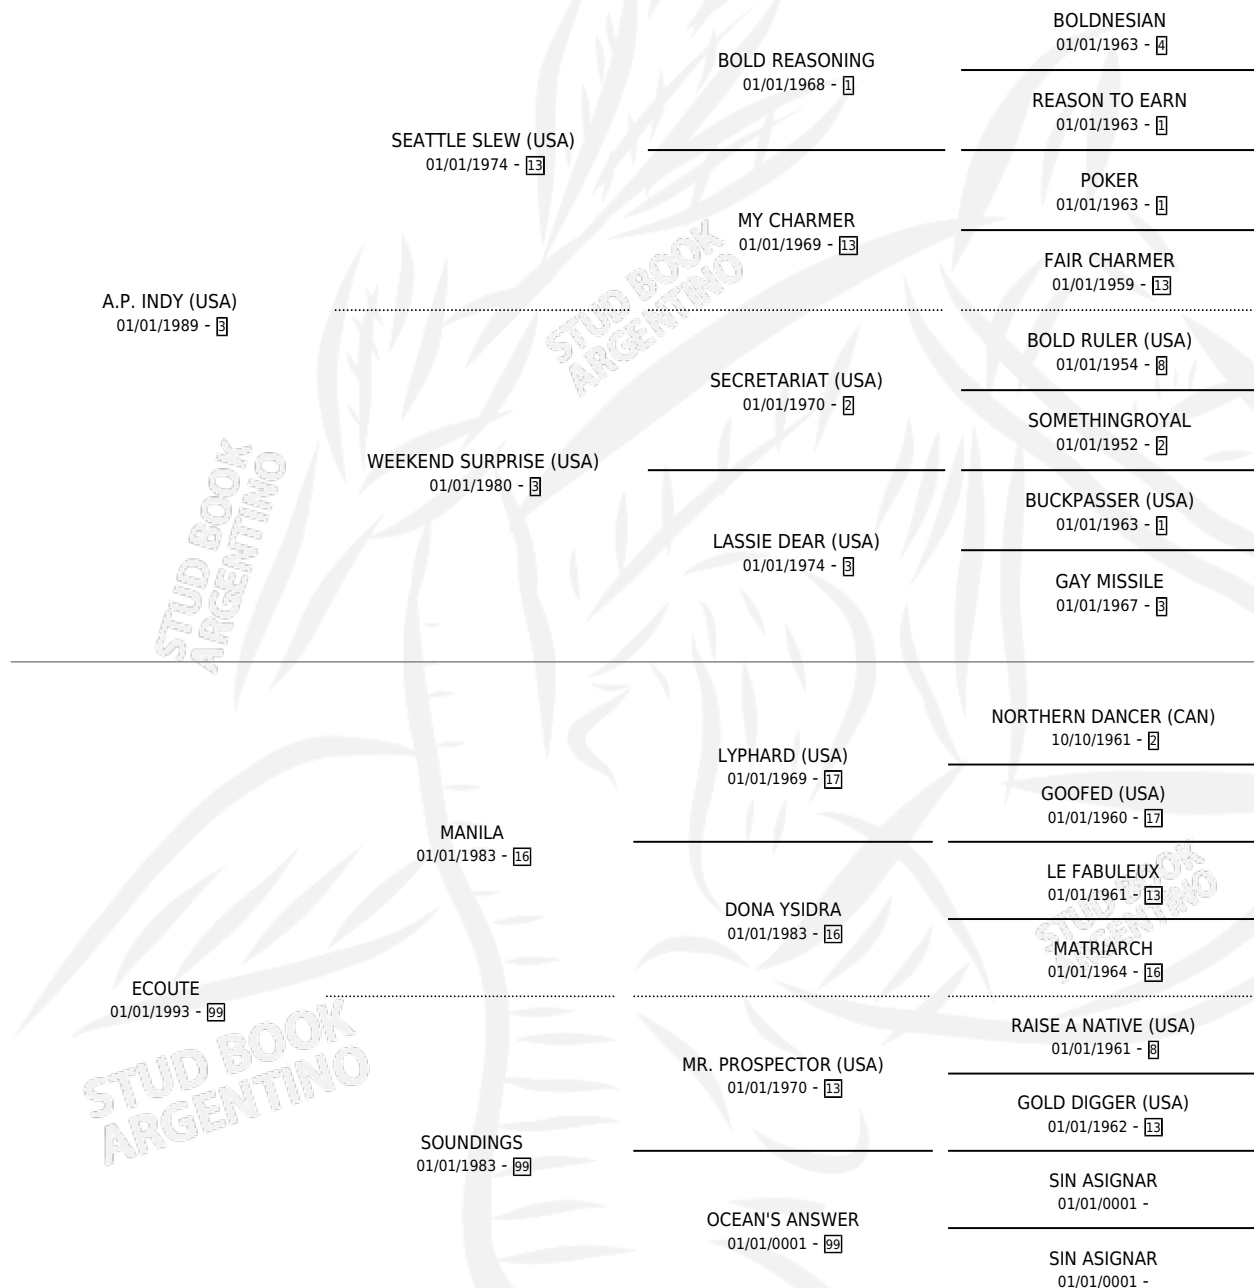 BOLDNESIAN
01/01/1963 - 4
BOLD REASONING
01/01/1968 - 1
REASON TO EARN
01/01/1963 - 1
SEATTLE SLEW (USA)
01/01/1974 - 13
POKER
01/01/1963 - 1
MY CHARMER
01/01/1969 - 13
FAIR CHARMER
01/01/1959 - 13
A.P. INDY (USA)
01/01/1989 - 3
STUD BOOK
ARGENTINO
BOLD RULER (USA)
01/01/1954 - 8
SECRETARIAT (USA)
01/01/1970 - 2
SOMETHINGROYAL
01/01/1952 - 2
WEEKEND SURPRISE (USA)
01/01/1980 - 3
BUCKPASSER (USA)
01/01/1963 - 1
LASSIE DEAR (USA)
01/01/1974 - 3
GAY MISSILE
01/01/1967 - 3
STUD BOOK
ARGENTINO
NORTHERN DANCER (CAN)
10/10/1961 - 2
LYPHARD (USA)
01/01/1969 - 17
GOOFED (USA)
01/01/1960 - 17
MANILA
01/01/1983 - 16
LE FABULEUX
01/01/1961 - 13
DONA YSIDRA
01/01/1983 - 16
MATRIARCH
01/01/1964 - 16
STUD BOOK
ARGENTINO
ECOUTE
01/01/1993 - 99
RAISE A NATIVE (USA)
01/01/1961 - 8
MR. PROSPECTOR (USA)
01/01/1970 - 13
GOLD DIGGER (USA)
01/01/1962 - 13
STUD BOOK
ARGENTINO
SOUNDINGS
01/01/1983 - 99
SIN ASIGNAR
01/01/0001 -
OCEAN'S ANSWER
01/01/0001 - 99
SIN ASIGNAR
01/01/0001 -